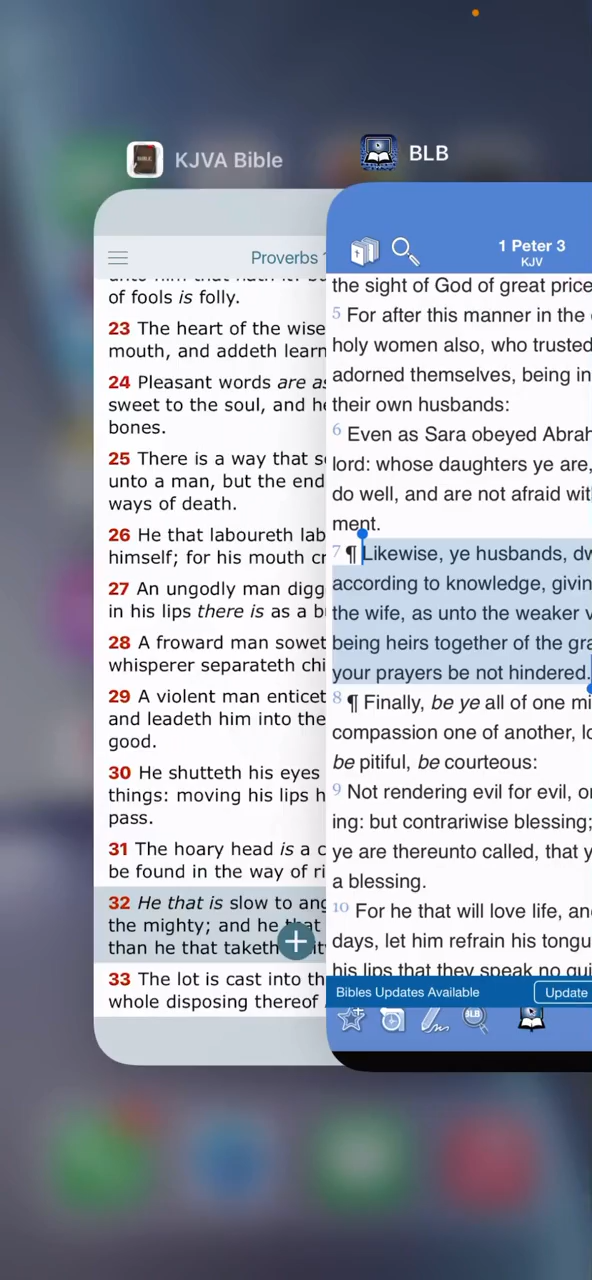 KJVA Bible
BLB
Proverbs 1
of fools is folly.
23 The heart of the wise
mouth, and addeth learn
24 Pleasant words are as
sweet to the soul, and he
bones.
25 There is a way that s
unto a man, but the end
ways of death.
26 He that laboureth lab
himself; for his mouth cr
27 An ungodly man digg
in his lips there is as a b
28 A froward man sowet
whisperer separateth chi
29 A violent man enticet
and leadeth him into the
good.
30 He shutteth his eyes
things: moving his lips h
pass.
31 The hoary head is a c
be found in the way of ri
32 He that is slow to ang
the mighty; and he that
than he that taketh
33 The lot is cast into th
whole disposing thereof
1 Peter 3
KJV
the sight of God of great price
5 For after this manner in the
holy women also, who trusted
adorned themselves, being in
their own husbands:
6 Even as Sara obeyed Abrah
lord: whose daughters ye are,
do well, and are not afraid wit
ment.
7 ¶ Likewise, ye husbands, dw
according to knowledge, givin
the wife, as unto the weaker v
being heirs together of the gra
your prayers be not hindered.
8 ¶ Finally, be ye all of one mi
compassion one of another, lo
be pitiful, be courteous:
9 Not rendering evil for evil, or
ing: but contrariwise blessing;
ye are thereunto called, that y
a blessing.
10 For he that will love life, an
days, let him refrain his tongu
his lips that they speak no gui
Bibles Updates Available
Update
BLB